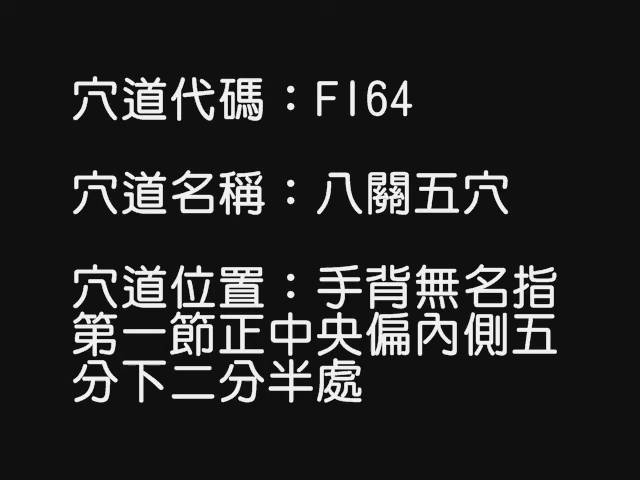 穴道代碼：FI64
穴道名稱：八關五穴
穴道位置：手背無名指
第一節正中央偏內側五
分下二分半處